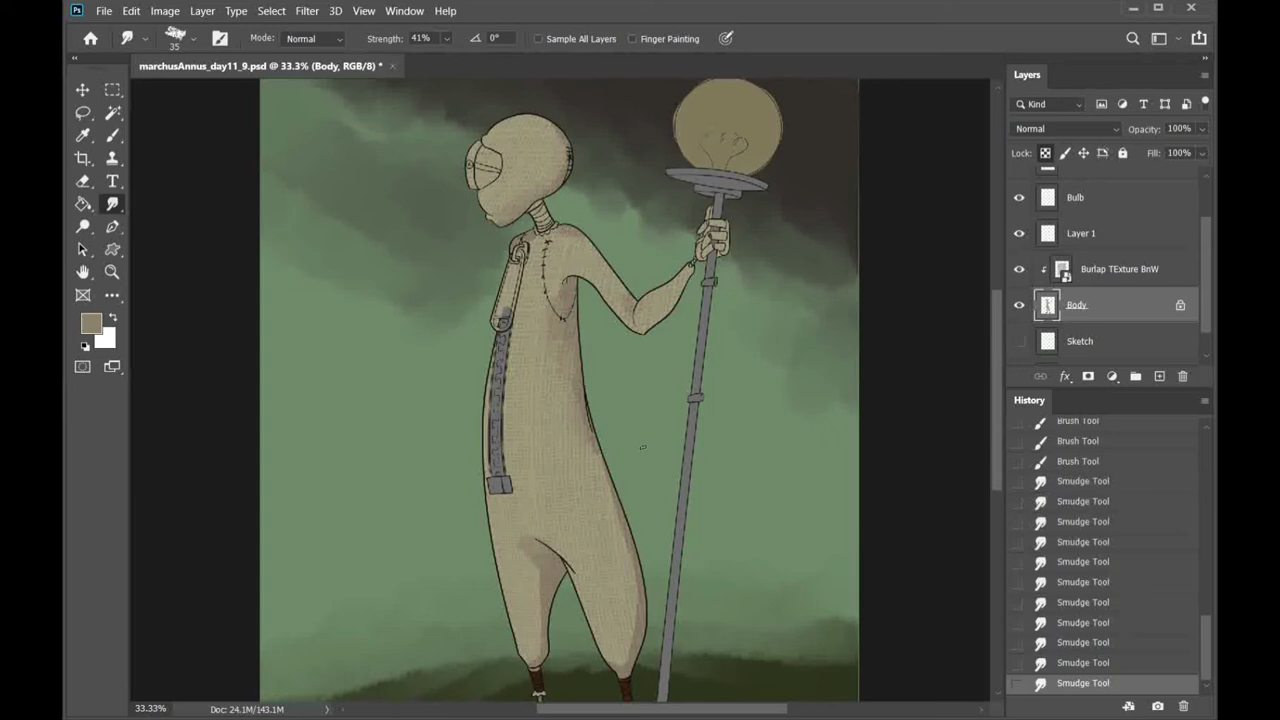 Ps File Edit Image Layer Type Select Filter 3D View Window Help
35 Mode: Normal Strength: 41% 0° Sample All Layers Finger Painting
marchusAnnus_day11_9.psd @ 33.3% (Body, RGB/8) *
Layers
Kind
Normal Opacity: 100%
Lock: Fill: 100%
Bulb
Layer 1
Burlap TExture BnW
Body
Sketch
fx
History
Brush Tool
Brush Tool
Brush Tool
Smudge Tool
Smudge Tool
Smudge Tool
Smudge Tool
Smudge Tool
Smudge Tool
Smudge Tool
Smudge Tool
Smudge Tool
Smudge Tool
Smudge Tool
33.33% Doc: 24.1M/143.1M